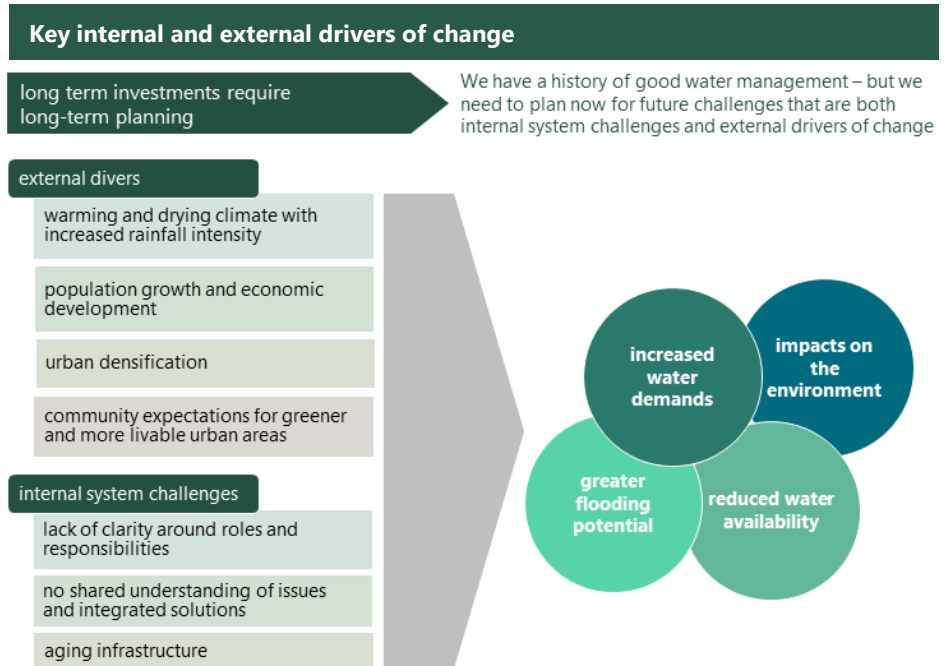 Key internal and external drivers of change
long term investments require
long-term planning
We have a history of good water management – but we
need to plan now for future challenges that are both
internal system challenges and external drivers of change
external divers
warming and drying climate with
increased rainfall intensity
population growth and economic
development
urban densification
community expectations for greener
and more livable urban areas
internal system challenges
lack of clarity around roles and
responsibilities
no shared understanding of issues
and integrated solutions
aging infrastructure
increased
water
demands
impacts on
the
environment
greater
flooding
potential
reduced water
availability